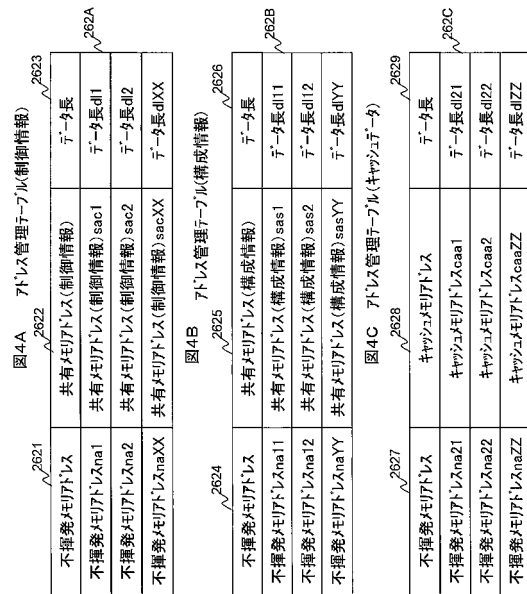 図4A アドレス管理テーブル(制御情報)
2621 2622 2623
不揮発メモリアドレス 共有メモリアドレス(制御情報) データ長
不揮発メモリアドレスna1 共有メモリアドレス(制御情報)sac1 データ長dl1 262A
不揮発メモリアドレスna2 共有メモリアドレス(制御情報)sac2 データ長dl2
不揮発メモリアドレスnaXX 共有メモリアドレス(制御情報)sacXX データ長dlXX
図4B アドレス管理テーブル(構成情報)
2624 2625 2626
不揮発メモリアドレス 共有メモリアドレス(構成情報) データ長
不揮発メモリアドレスna11 共有メモリアドレス(構成情報)sas1 データ長dl11 262B
不揮発メモリアドレスna12 共有メモリアドレス(構成情報)sas2 データ長dl12
不揮発メモリアドレスnaYY 共有メモリアドレス(構成情報)sasYY データ長dlYY
図4C アドレス管理テーブル(キャッシュデータ)
2627 2628 2629
不揮発メモリアドレス キャッシュメモリアドレス データ長
不揮発メモリアドレスna21 キャッシュメモリアドレスcaa1 データ長dl21 262C
不揮発メモリアドレスna22 キャッシュメモリアドレスcaa2 データ長dl22
不揮発メモリアドレスnaZZ キャッシュメモリアドレスcaaZZ データ長dlZZ